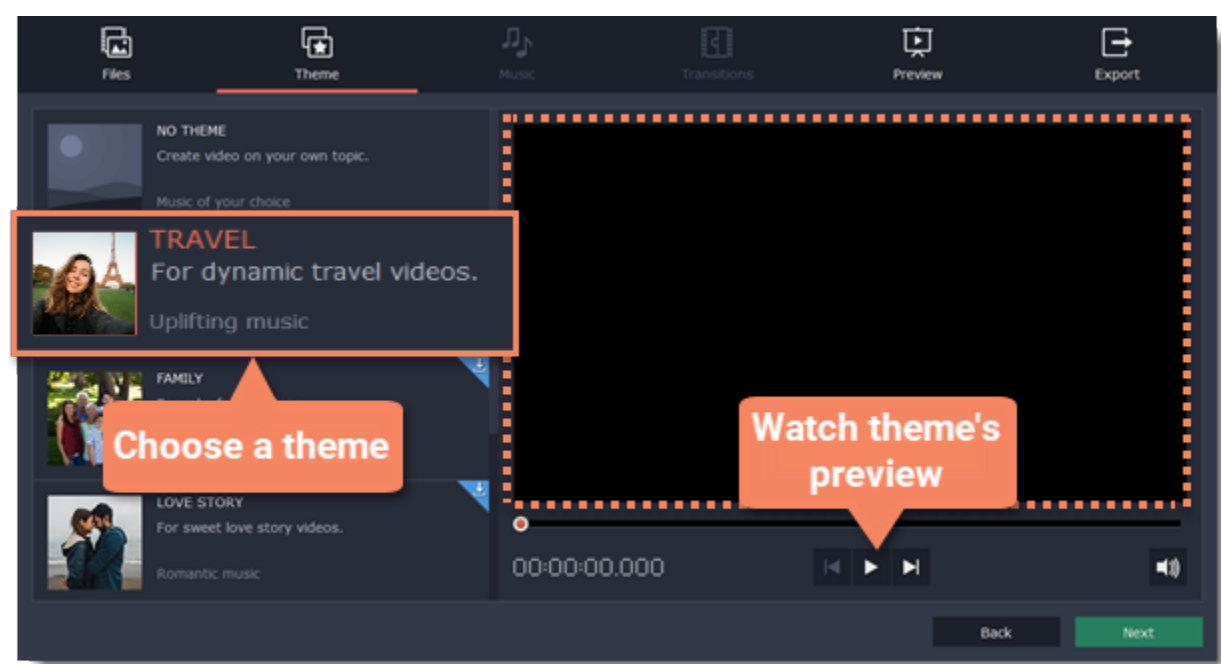 Files
Theme
Music
Transitions
Preview
Export
NO THEME
Create video on your own topic.
Music of your choice
TRAVEL
For dynamic travel videos.
Uplifting music
FAMILY
Choose a theme
LOVE STORY
For sweet love story videos.
Romantic music
Watch theme's
preview
00:00:00.000
Back
Next